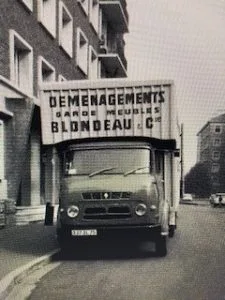 DEMENAGEMENTS
GARDE MEUBLES
BLONDEAU & Cie